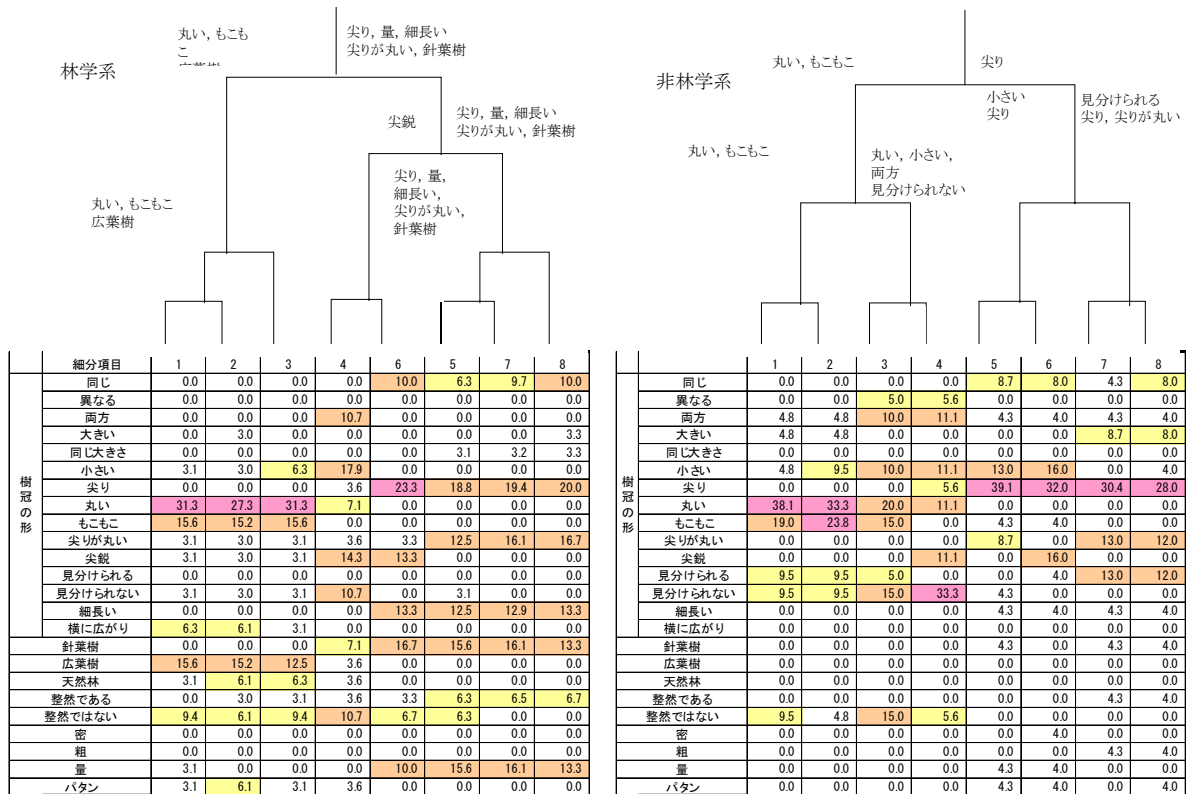 林学系
丸い, もこも
こ
尖り, 量, 細長い
尖りが丸い, 針葉樹
尖鋭
尖り, 量, 細長い
尖りが丸い, 針葉樹
丸い, もこもこ
広葉樹
尖り, 量,
細長い,
尖りが丸い,
針葉樹
細分項目 1 2 3 4 6 5 7 8
樹冠の形
同じ 0.0 0.0 0.0 0.0 10.0 6.3 9.7 10.0
異なる 0.0 0.0 0.0 0.0 0.0 0.0 0.0 0.0
両方 0.0 0.0 0.0 10.7 0.0 0.0 0.0 0.0
大きい 0.0 3.0 0.0 0.0 0.0 0.0 0.0 3.3
同じ大きさ 0.0 0.0 0.0 0.0 0.0 3.1 3.2 3.3
小さい 3.1 3.0 6.3 17.9 0.0 0.0 0.0 0.0
尖り 0.0 0.0 0.0 3.6 23.3 18.8 19.4 20.0
丸い 31.3 27.3 31.3 7.1 0.0 0.0 0.0 0.0
もこもこ 15.6 15.2 15.6 0.0 0.0 0.0 0.0 0.0
尖りが丸い 3.1 3.0 3.1 3.6 3.3 12.5 16.1 16.7
尖鋭 3.1 3.0 3.1 14.3 13.3 0.0 0.0 0.0
見分けられる 0.0 0.0 0.0 0.0 0.0 0.0 0.0 0.0
見分けられない 3.1 3.0 3.1 10.7 0.0 3.1 0.0 0.0
細長い 0.0 0.0 0.0 0.0 13.3 12.5 12.9 13.3
横に広がり 6.3 6.1 3.1 0.0 0.0 0.0 0.0 0.0
針葉樹 0.0 0.0 0.0 7.1 16.7 15.6 16.1 13.3
広葉樹 15.6 15.2 12.5 3.6 0.0 0.0 0.0 0.0
天然林 3.1 6.1 6.3 3.6 0.0 0.0 0.0 0.0
整然である 0.0 3.0 3.1 3.6 3.3 6.3 6.5 6.7
整然ではない 9.4 6.1 9.4 10.7 6.7 6.3 0.0 0.0
密 0.0 0.0 0.0 0.0 0.0 0.0 0.0 0.0
粗 0.0 0.0 0.0 0.0 0.0 0.0 0.0 0.0
量 3.1 0.0 0.0 0.0 10.0 15.6 16.1 13.3
パタン 3.1 6.1 3.1 3.6 0.0 0.0 0.0 0.0
非林学系
丸い, もこもこ
尖り
小さい
尖り
見分けられる
尖り, 尖りが丸い
丸い, もこもこ
丸い, 小さい,
両方
見分けられない
1 2 3 4 5 6 7 8
樹冠の形
同じ 0.0 0.0 0.0 0.0 8.7 8.0 4.3 8.0
異なる 0.0 0.0 5.0 5.6 0.0 0.0 0.0 0.0
両方 4.8 4.8 10.0 11.1 4.3 4.0 4.3 4.0
大きい 4.8 4.8 0.0 0.0 0.0 0.0 8.7 8.0
同じ大きさ 0.0 0.0 0.0 0.0 0.0 0.0 0.0 0.0
小さい 4.8 9.5 10.0 11.1 13.0 16.0 0.0 4.0
尖り 0.0 0.0 0.0 5.6 39.1 32.0 30.4 28.0
丸い 38.1 33.3 20.0 11.1 0.0 0.0 0.0 0.0
もこもこ 19.0 23.8 15.0 0.0 4.3 4.0 0.0 0.0
尖りが丸い 0.0 0.0 0.0 0.0 8.7 0.0 13.0 12.0
尖鋭 0.0 0.0 0.0 11.1 0.0 16.0 0.0 0.0
見分けられる 9.5 9.5 5.0 0.0 0.0 4.0 13.0 12.0
見分けられない 9.5 9.5 15.0 33.3 4.3 0.0 0.0 0.0
細長い 0.0 0.0 0.0 0.0 4.3 4.0 4.3 4.0
横に広がり 0.0 0.0 0.0 0.0 0.0 0.0 0.0 0.0
針葉樹 0.0 0.0 0.0 0.0 4.3 0.0 4.3 4.0
広葉樹 0.0 0.0 0.0 0.0 0.0 0.0 0.0 0.0
天然林 0.0 0.0 0.0 0.0 0.0 0.0 0.0 0.0
整然である 0.0 0.0 0.0 0.0 0.0 0.0 4.3 4.0
整然ではない 9.5 4.8 15.0 5.6 0.0 0.0 0.0 0.0
密 0.0 0.0 0.0 0.0 0.0 4.0 0.0 0.0
粗 0.0 0.0 0.0 0.0 0.0 0.0 4.3 4.0
量 0.0 0.0 0.0 0.0 4.3 4.0 0.0 0.0
パタン 0.0 0.0 0.0 0.0 4.3 4.0 0.0 4.0